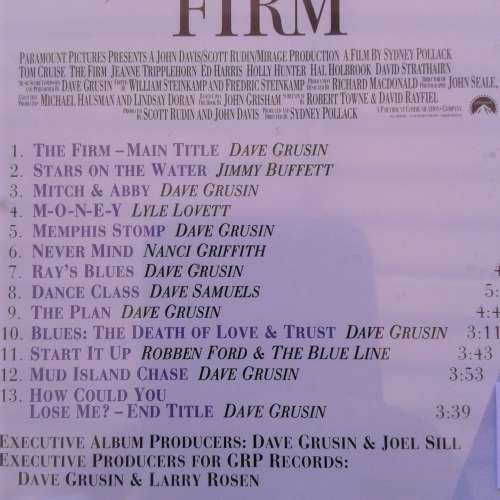 FIRM
PARAMOUNT PICTURES PRESENTS A JOHN DAVIS/SCOTT RUDIN/MIRAGE PRODUCTION A FILM BY SYDNEY POLLACK
TOM CRUISE THE FIRM JEANNE TRIPPLEHORN ED HARRIS HOLLY HUNTER HAL HOLBROOK DAVID STRATHAIRN
DAVE GRUSIN WILLIAM STEINKAMP AND FREDRIC STEINKAMP RICHARD MACDONALD JOHN SEALE,
MICHAEL HAUSMAN AND LINDSAY DORAN JOHN GRISHAM ROBERT TOWNE & DAVID RAYFIEL
SCOTT RUDIN AND JOHN DAVIS SYDNEY POLLACK
1. THE FIRM – MAIN TITLE DAVE GRUSIN
2. STARS ON THE WATER JIMMY BUFFETT
3. MITCH & ABBY DAVE GRUSIN
4. M-O-N-E-Y LYLE LOVETT
5. MEMPHIS STOMP DAVE GRUSIN
6. NEVER MIND NANCI GRIFFITH
7. RAY'S BLUES DAVE GRUSIN
8. DANCE CLASS DAVE SAMUELS 5:
9. THE PLAN DAVE GRUSIN 4:
10. BLUES: THE DEATH OF LOVE & TRUST DAVE GRUSIN 3:11
11. START IT UP ROBBEN FORD & THE BLUE LINE 3:43
12. MUD ISLAND CHASE DAVE GRUSIN 3:53
13. HOW COULD YOU
LOSE ME? – END TITLE DAVE GRUSIN 3:39
EXECUTIVE ALBUM PRODUCERS: DAVE GRUSIN & JOEL SILL
EXECUTIVE PRODUCERS FOR GRP RECORDS:
DAVE GRUSIN & LARRY ROSEN